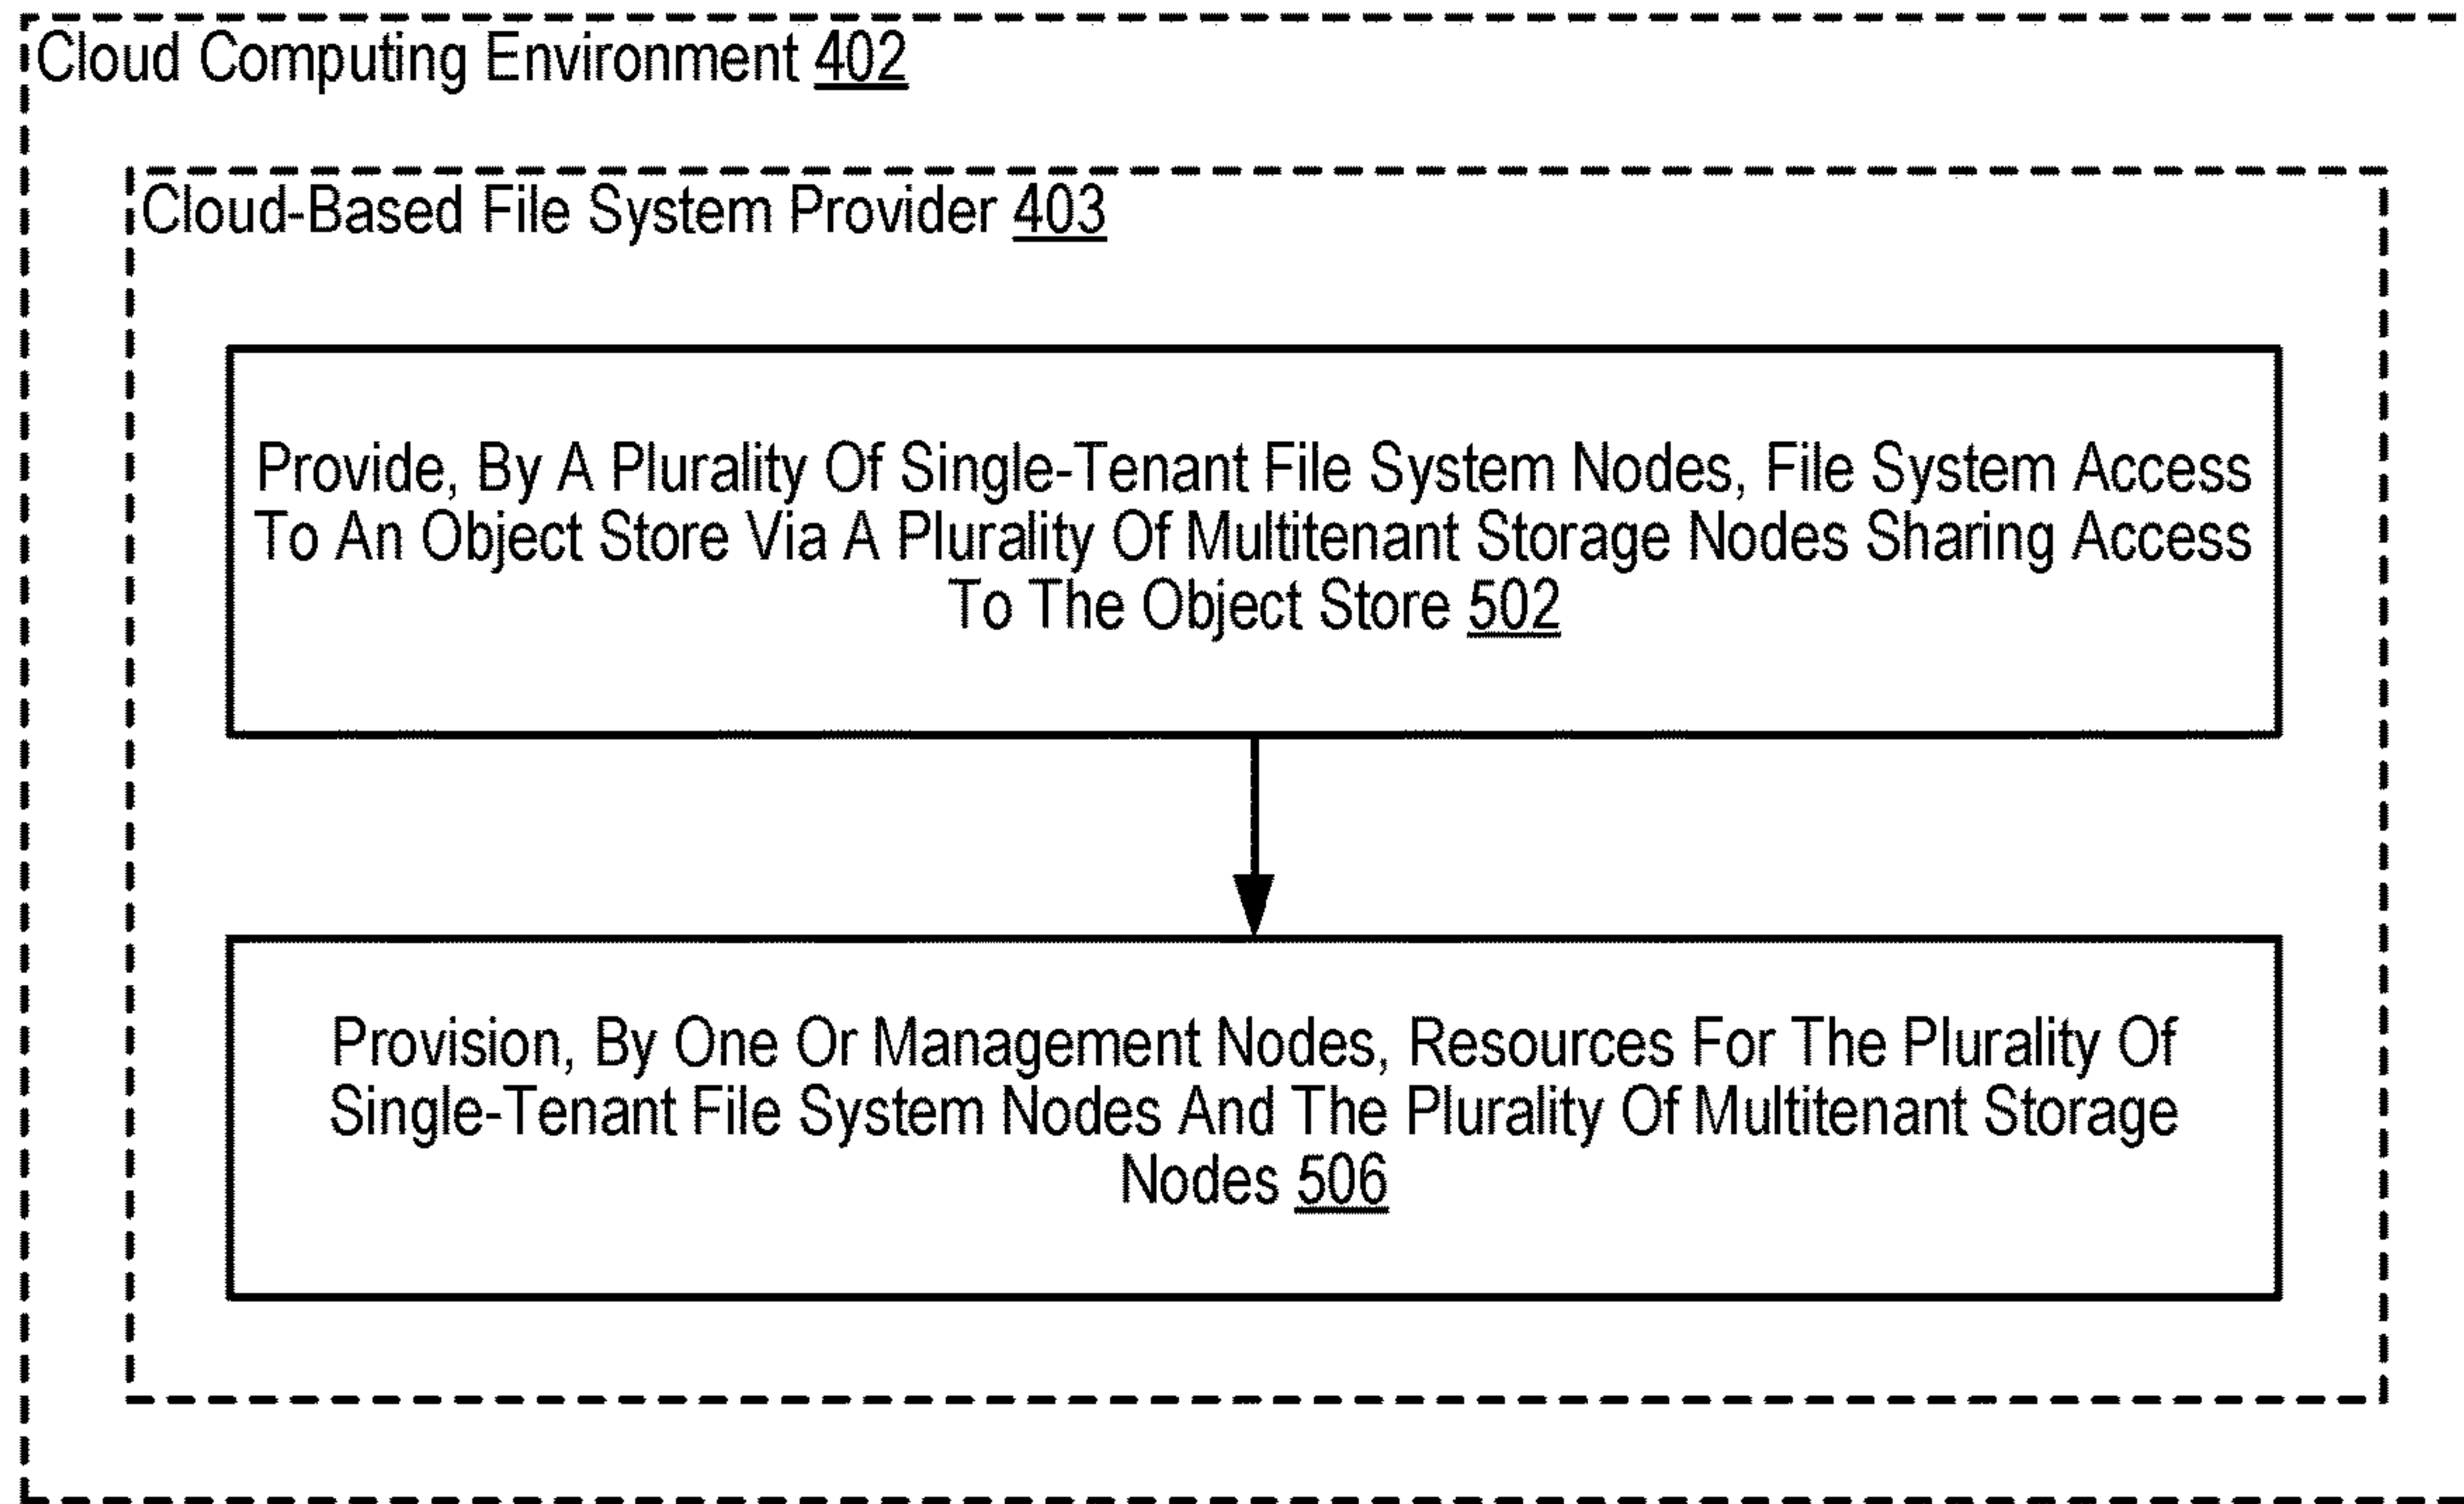 Cloud Computing Environment 402
Cloud-Based File System Provider 403
Provide, By A Plurality Of Single-Tenant File System Nodes, File System Access
To An Object Store Via A Plurality Of Multitenant Storage Nodes Sharing Access
To The Object Store 502
Provision, By One Or Management Nodes, Resources For The Plurality Of
Single-Tenant File System Nodes And The Plurality Of Multitenant Storage
Nodes 506